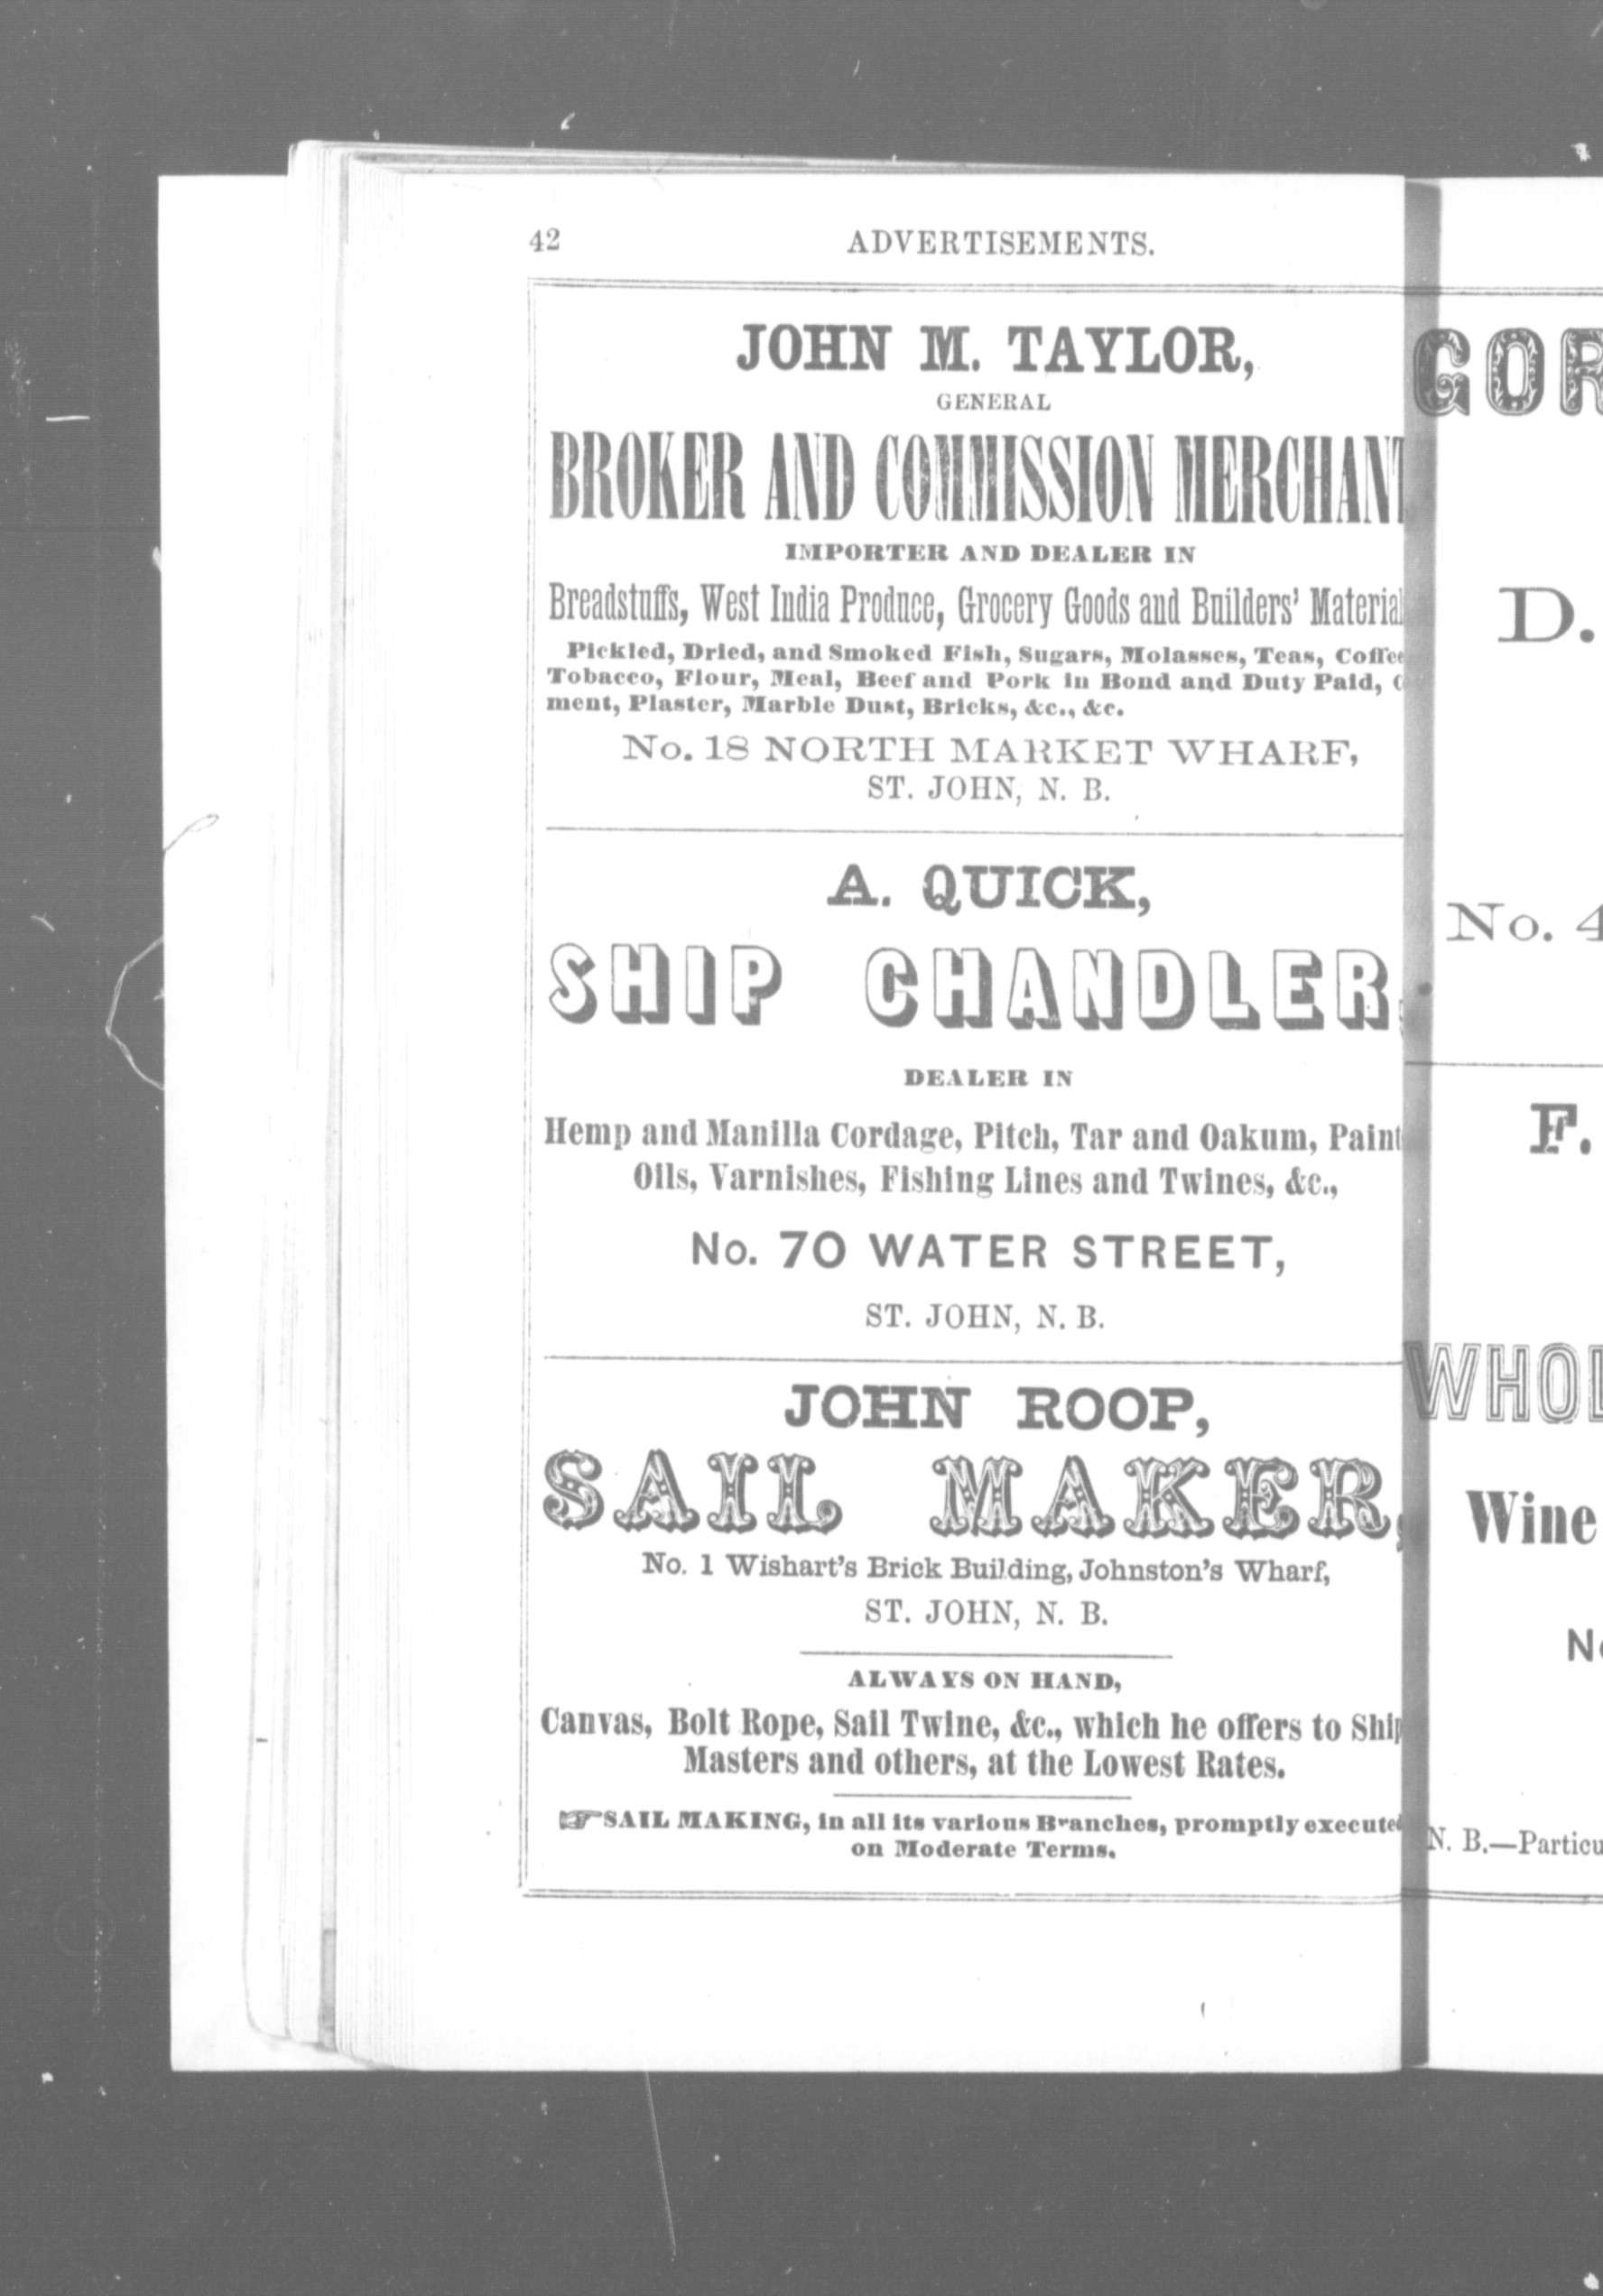 42
ADVERTISEMENTS.
JOHN M. TAYLOR,
GENERAL
BROKER AND COMMISSION MERCHANT
IMPORTER AND DEALER IN
Breadstuffs, West India Produce, Grocery Goods and Builders' Material
Pickled, Dried, and Smoked Fish, Sugars, Molasses, Teas, Coffee
Tobacco, Flour, Meal, Beef and Pork in Bond and Duty Paid, C
ment, Plaster, Marble Dust, Bricks, &c., &c.
No. 18 NORTH MARKET WHARF,
ST. JOHN, N. B.
A. QUICK,
SHIP CHANDLER,
DEALER IN
Hemp and Manilla Cordage, Pitch, Tar and Oakum, Paint
Oils, Varnishes, Fishing Lines and Twines, &c.,
No. 70 WATER STREET,
ST. JOHN, N. B.
JOHN ROOP,
SAIL MAKER,
No. 1 Wishart's Brick Building, Johnston's Wharf,
ST. JOHN, N. B.
ALWAYS ON HAND,
Canvas, Bolt Rope, Sail Twine, &c., which he offers to Ship
Masters and others, at the Lowest Rates.
☞SAIL MAKING, in all its various Branches, promptly executed
on Moderate Terms.
GOR
D.
No. 4
F.
WHOL
Wine
No
N. B.—Particu